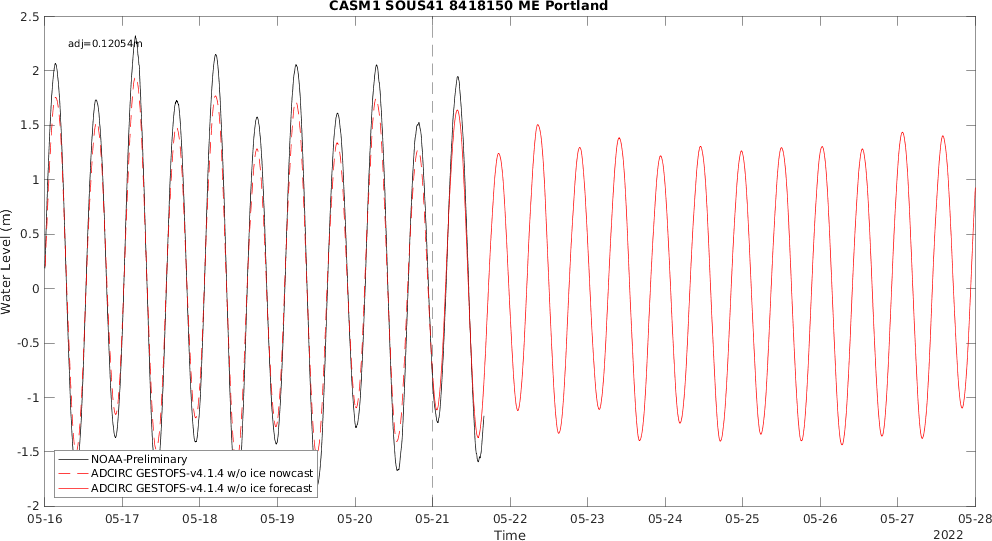 CASM1 SOUS41 8418150 ME Portland
adj=0.12054m
2.5
2
1.5
1
0.5
0
-0.5
-1
-1.5
-2
Water Level (m)
NOAA-Preliminary
ADCIRC GESTOFS-v4.1.4 w/o ice nowcast
ADCIRC GESTOFS-v4.1.4 w/o ice forecast
05-16 05-17 05-18 05-19 05-20 05-21 05-22 05-23 05-24 05-25 05-26 05-27 05-28
Time
2022